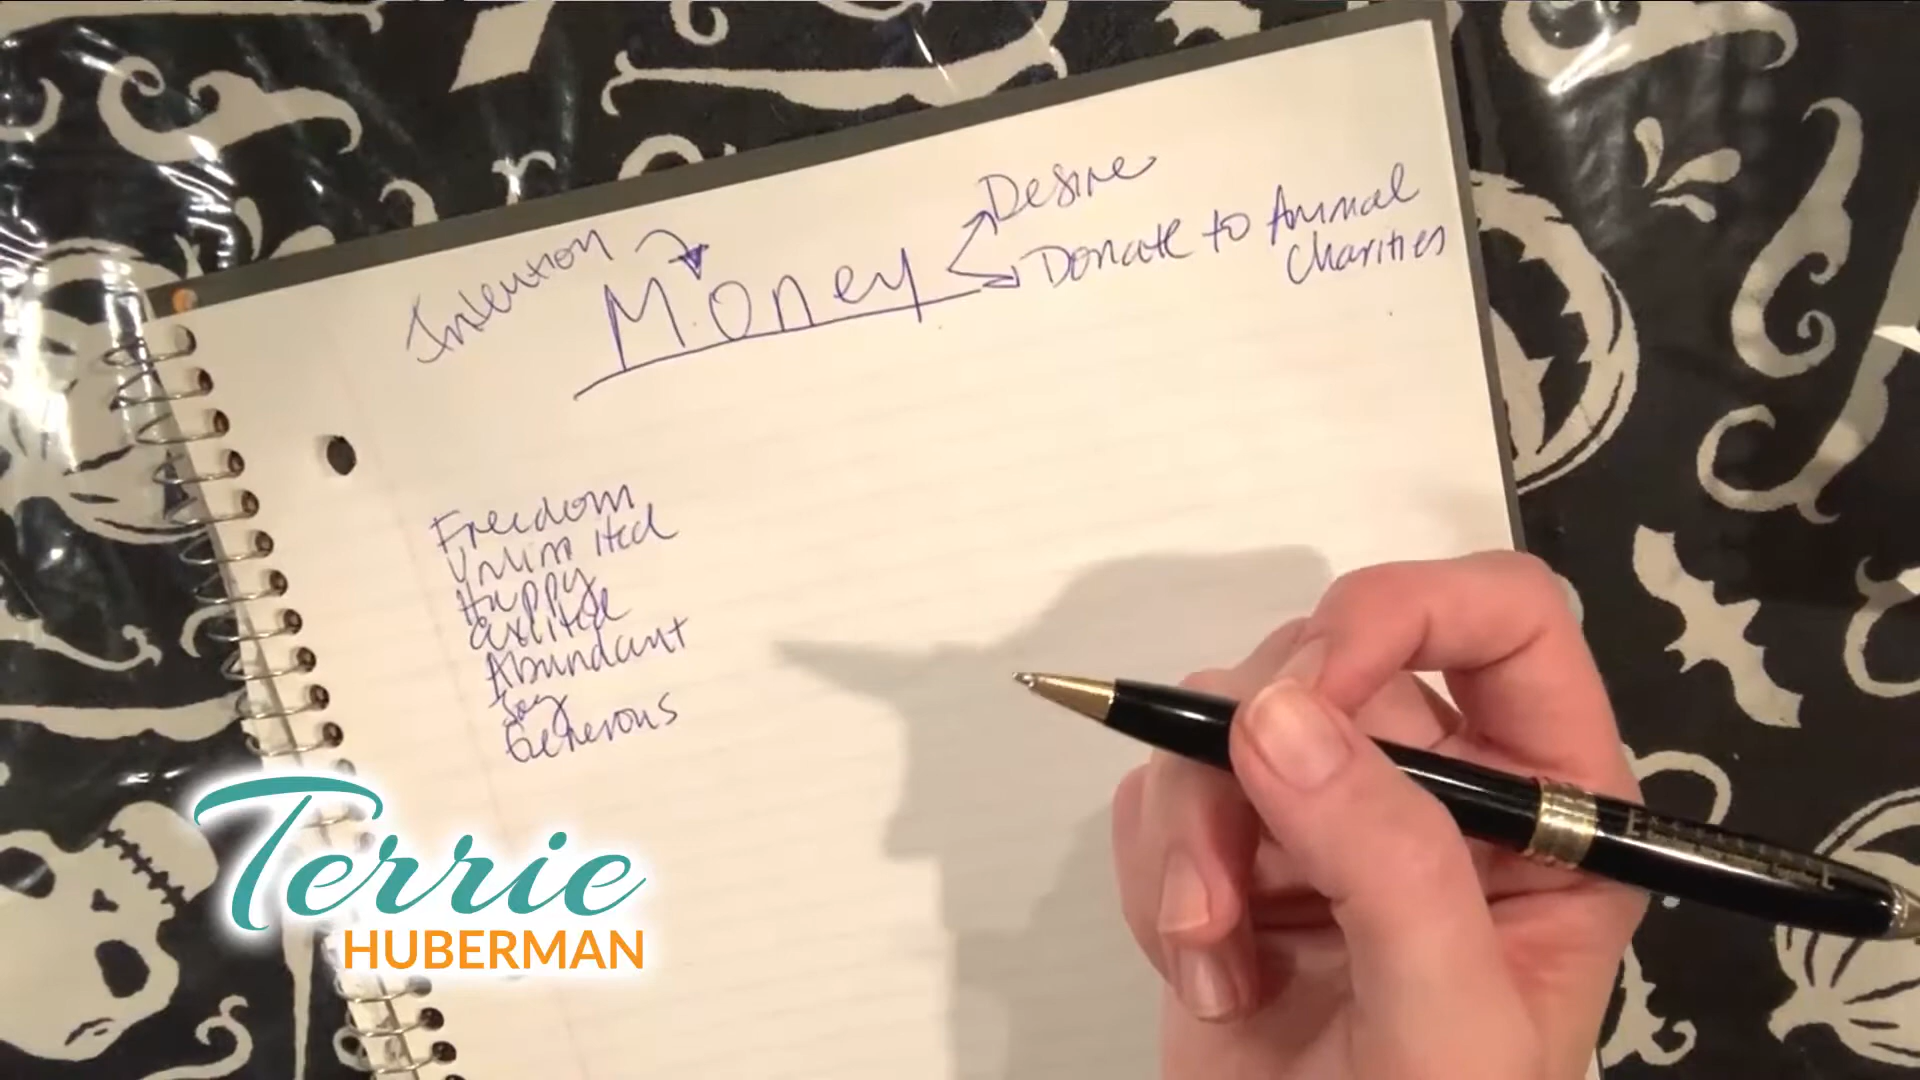 Intention
Money
Desire
Donate to Animal
Charities
Freedom
Unlimited
Happy
Excited
Abundant
Joy
Generous
Terrie
HUBERMAN